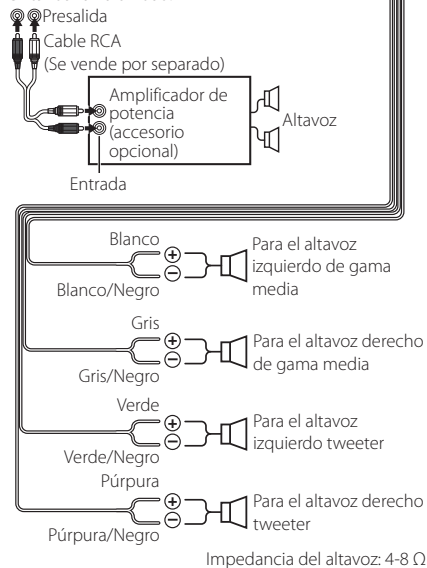 Presalida
Cable RCA
(Se vende por separado)
Amplificador de
potencia
(accesorio
opcional)
Altavoz
Entrada
Blanco
Blanco/Negro
Para el altavoz
izquierdo de gama
media
Gris
Gris/Negro
Para el altavoz derecho
de gama media
Verde
Verde/Negro
Para el altavoz
izquierdo tweeter
Púrpura
Púrpura/Negro
Para el altavoz derecho
tweeter
Impedancia del altavoz: 4-8 Ω